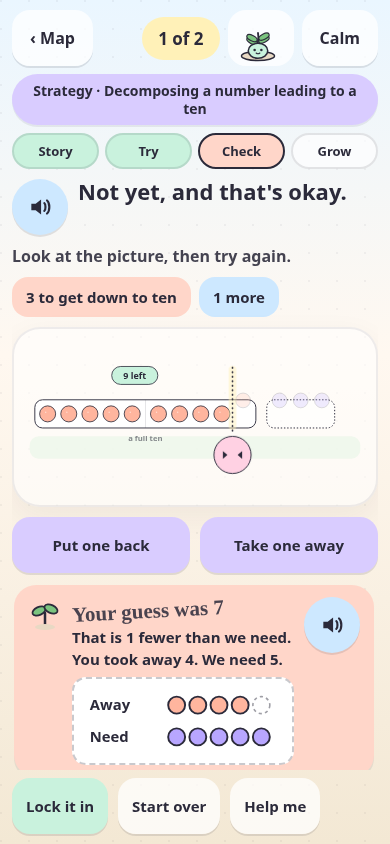 ‹ Map
1 of 2
Calm
Strategy · Decomposing a number leading to a
ten
Story
Try
Check
Grow
Not yet, and that's okay.
Look at the picture, then try again.
3 to get down to ten
1 more
9 left
a full ten
Put one back
Take one away
Your guess was 7
That is 1 fewer than we need.
You took away 4. We need 5.
Away
Need
Lock it in
Start over
Help me